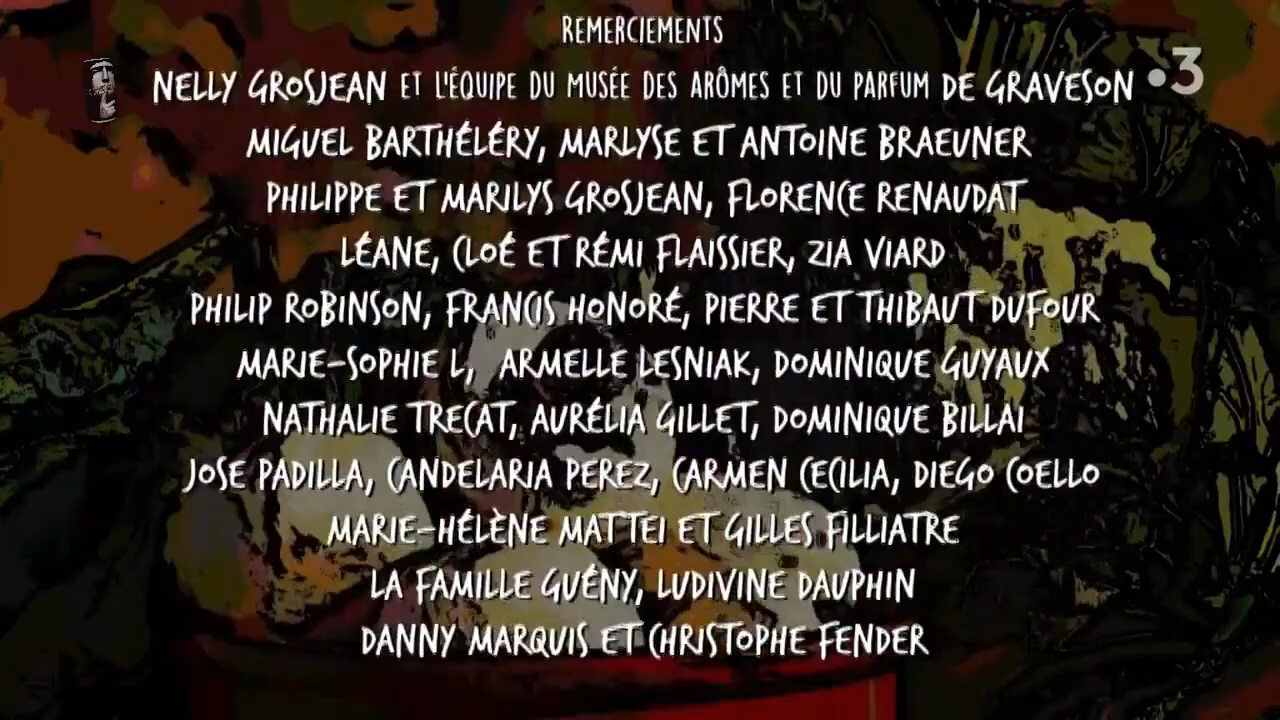 REMERCIEMENTS
NELLY GROSJEAN ET L'ÉQUIPE DU MUSÉE DES ARÔMES ET DU PARFUM DE GRAVESON
•3
MIGUEL BARTHÉLÉRY, MARLYSE ET ANTOINE BRAEUNER
PHILIPPE ET MARILYS GROSJEAN, FLORENCE RENAUDAT
LÉANE, CLOÉ ET RÉMI FLAISSIER, ZIA VIARD
PHILIP ROBINSON, FRANCIS HONORÉ, PIERRE ET THIBAUT DUFOUR
MARIE-SOPHIE L, ARMELLE LESNIAK, DOMINIQUE GUYAUX
NATHALIE TRECAT, AURÉLIA GILLET, DOMINIQUE BILLAI
JOSE PADILLA, CANDELARIA PEREZ, CARMEN CECILIA, DIEGO COELLO
MARIE-HÉLÈNE MATTEI ET GILLES FILLIATRE
LA FAMILLE GUÉNY, LUDIVINE DAUPHIN
DANNY MARQUIS ET CHRISTOPHE FENDER